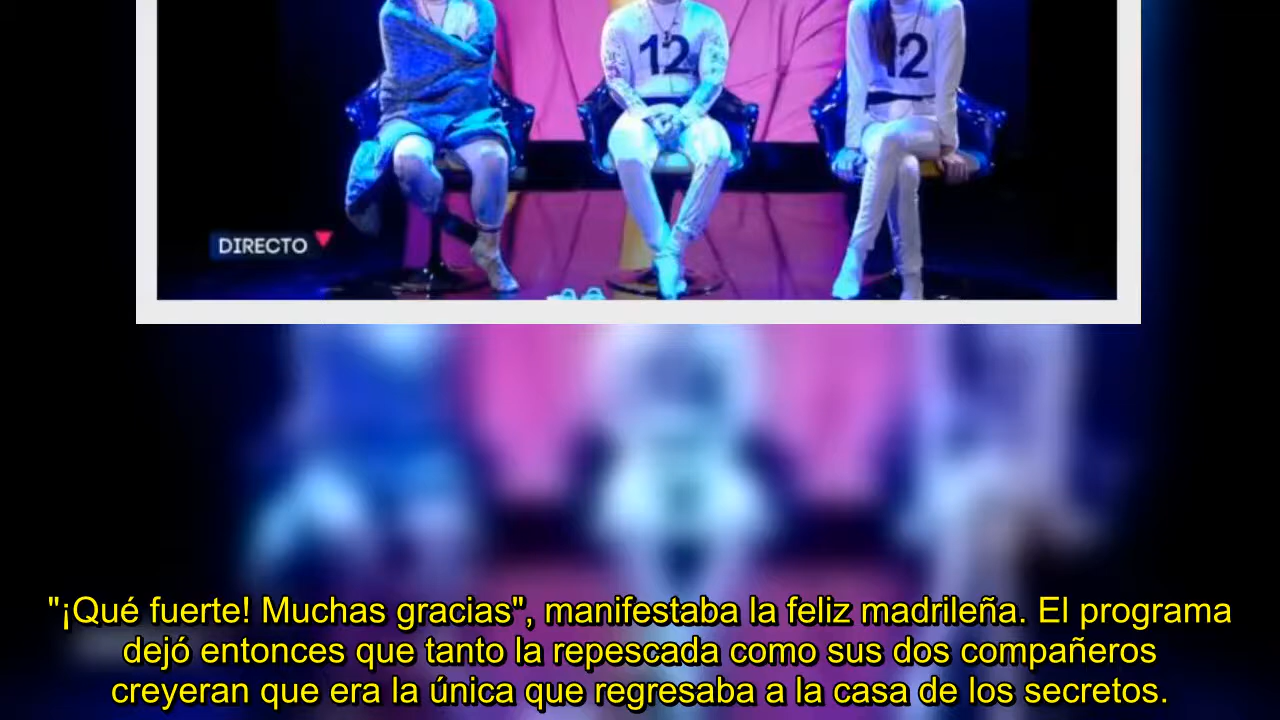 12
12
DIRECTO
"¡Qué fuerte! Muchas gracias", manifestaba la feliz madrileña. El programa
dejó entonces que tanto la repescada como sus dos compañeros
creyeran que era la única que regresaba a la casa de los secretos.